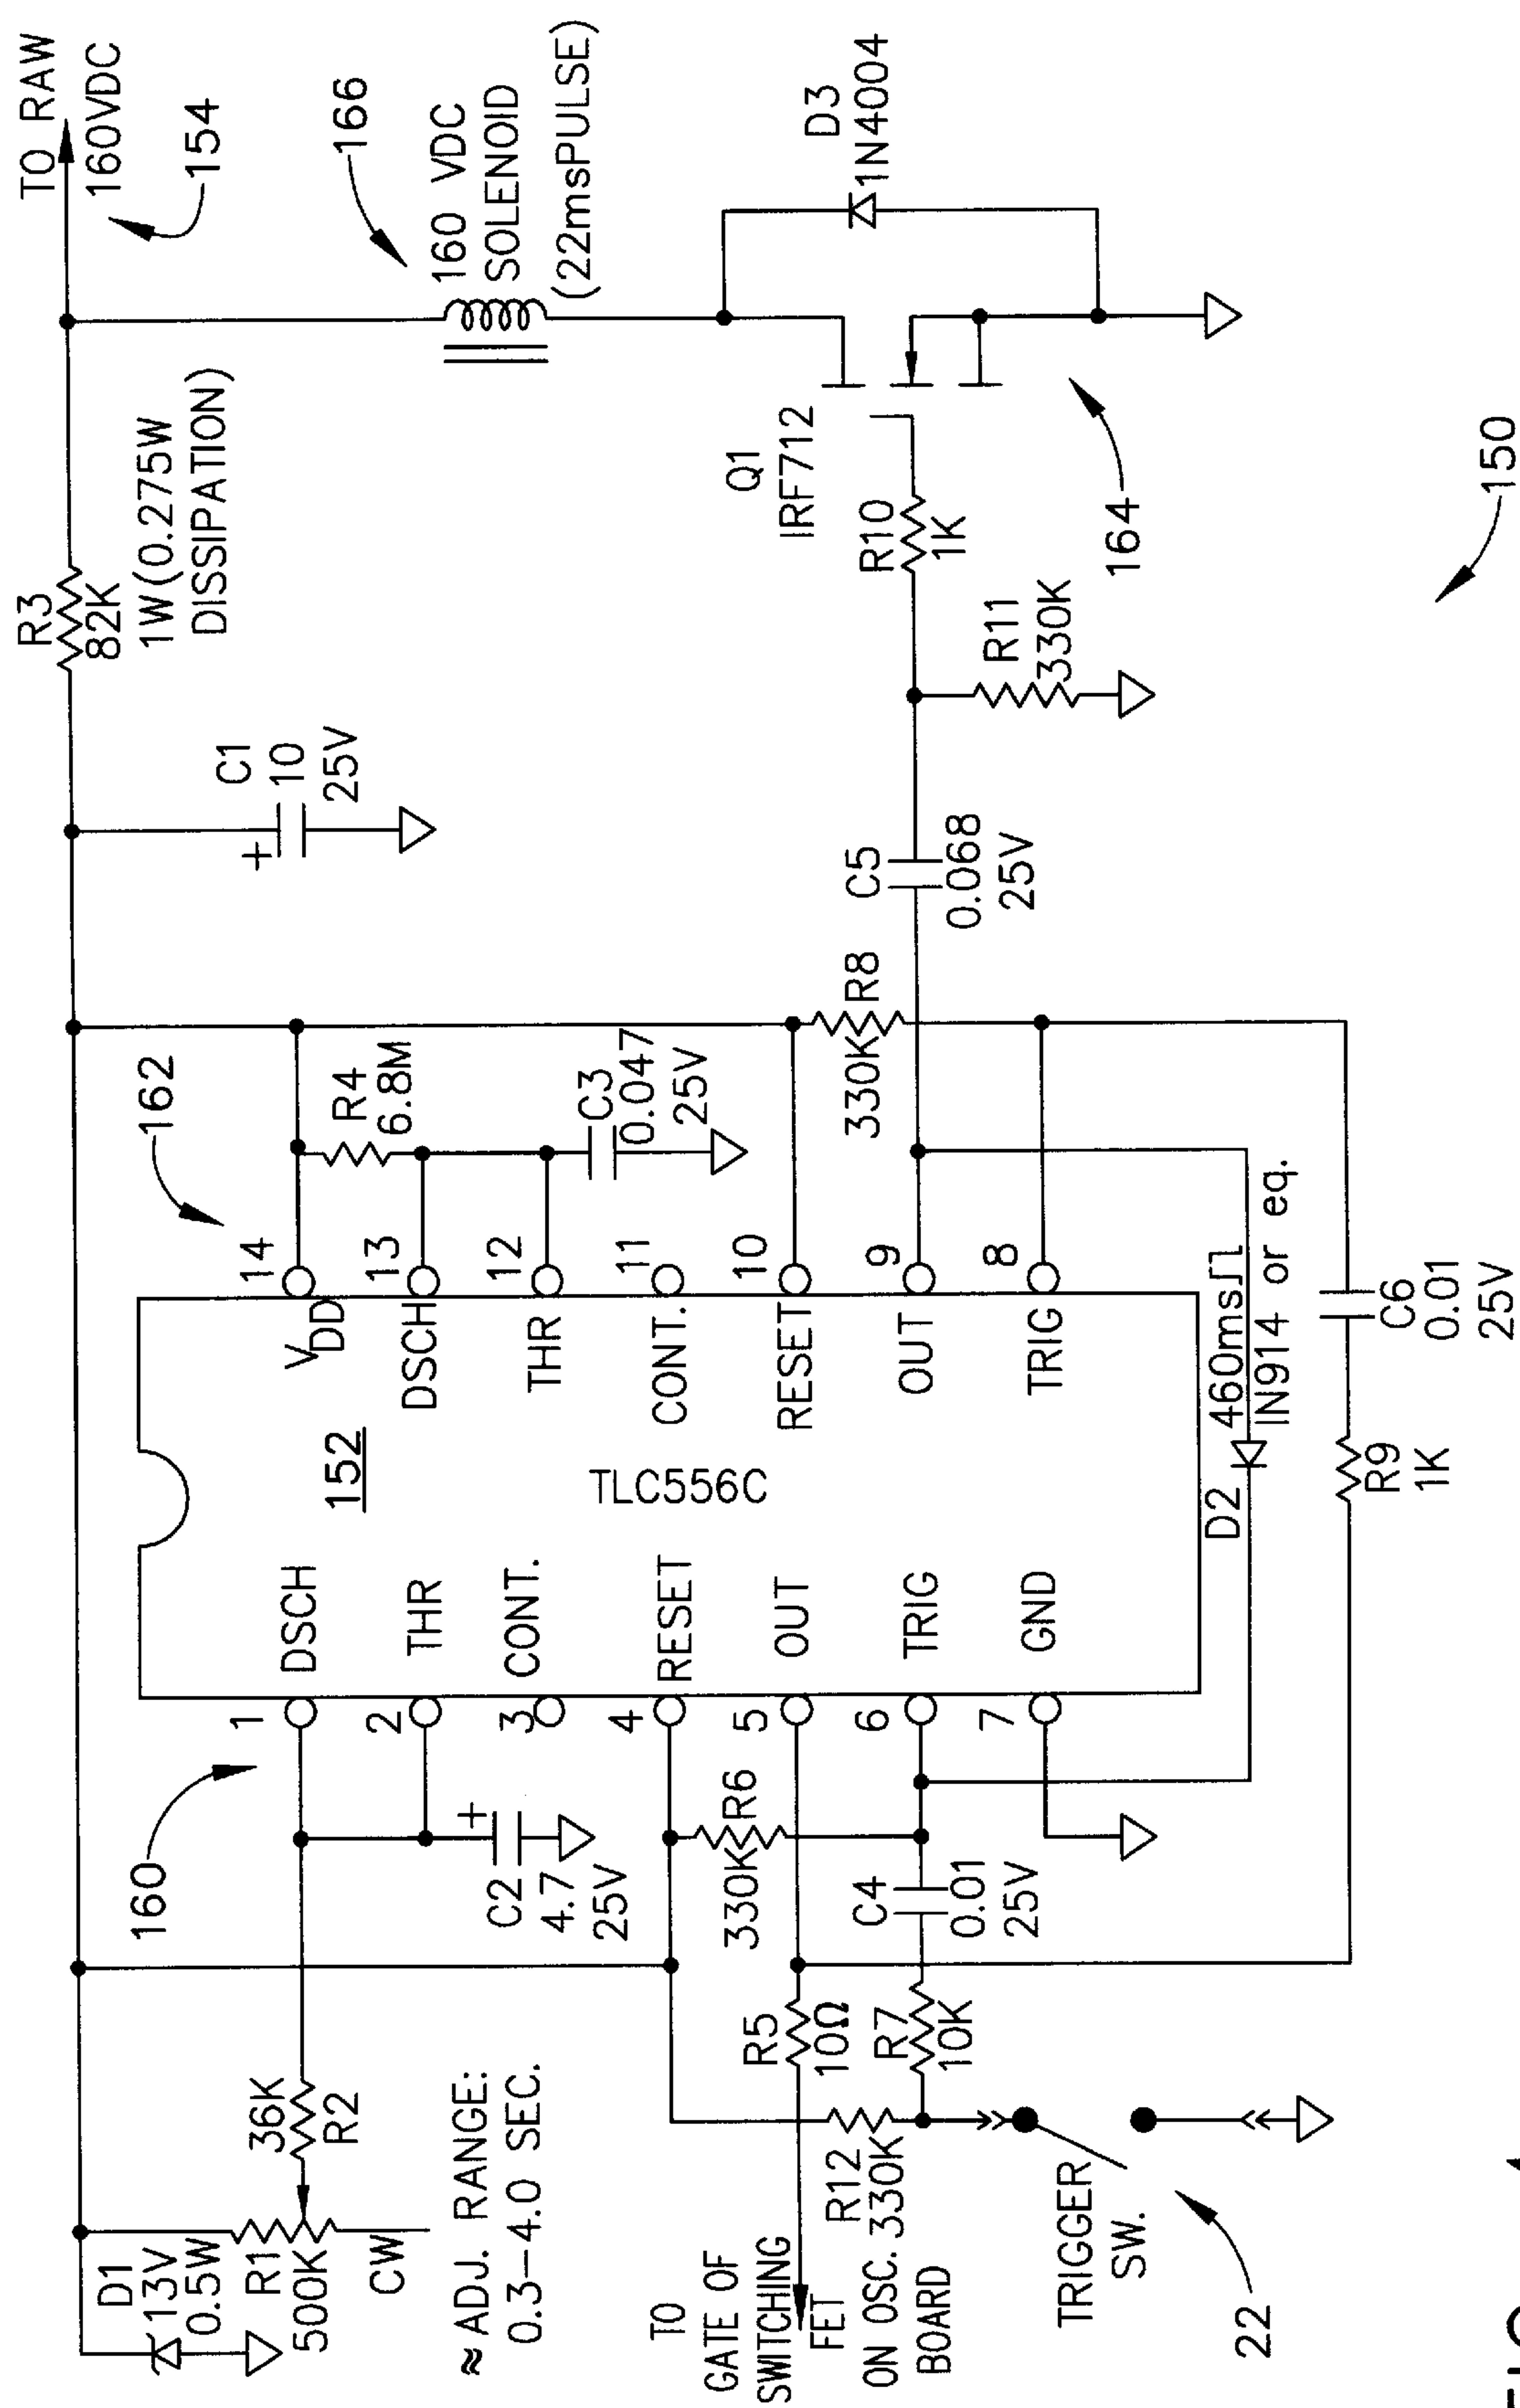 TO RAW
160VDC
154
R3
82K
1W(0.275W
DISSIPATION)
166
160 VDC
SOLENOID
(22msPULSE)
D3
1N4004
Q1
IRF712
164
150
R10
1K
R11
330K
C1
+
10
25V
C5
0.068
25V
162
R4
6.8M
C3
0.047
25V
R8
330K
14
13
12
11
10
9
8
VDD
DSCH
THR
CONT.
RESET
OUT
TRIG
152
TLC556C
460ms
IN914 or eq.
D2
C6
0.01
25V
R9
1K
DSCH
THR
CONT.
RESET
OUT
TRIG
GND
1
2
3
4
5
6
7
160
+
C2
4.7
25V
R6
330K
C4
0.01
25V
36K
R2
R5
10Ω
R7
10K
D1
13V
0.5W
R1
500K
CW
≈ ADJ. RANGE:
0.3–4.0 SEC.
TO
GATE OF
SWITCHING
FET
ON OSC.
BOARD
R12
330K
TRIGGER
SW.
22